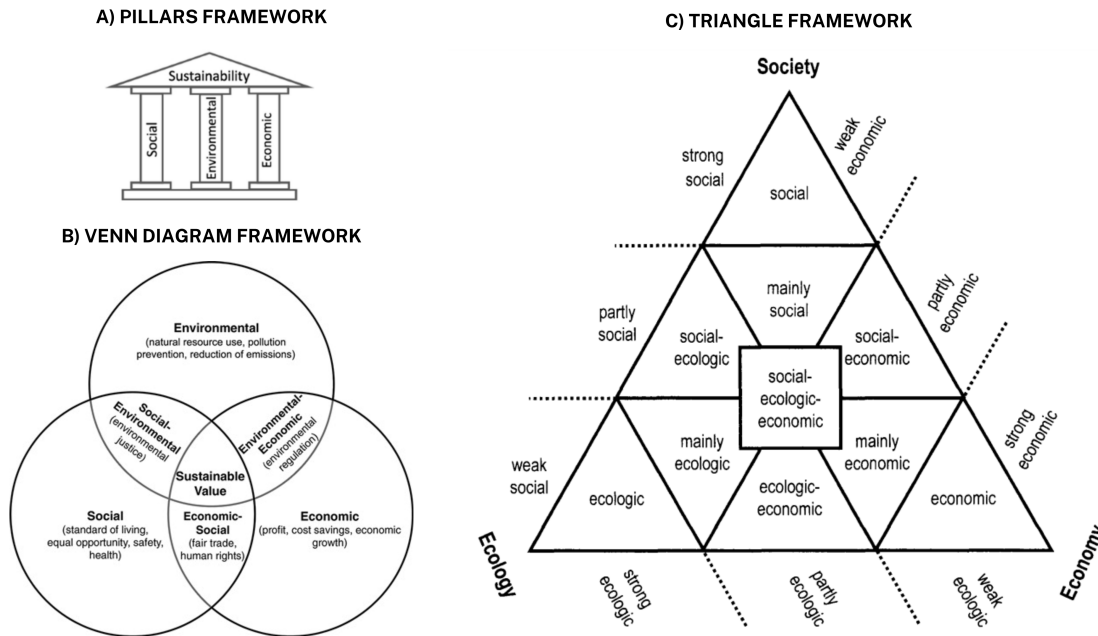 A) PILLARS FRAMEWORK
Sustainability
Social
Environmental
Economic
B) VENN DIAGRAM FRAMEWORK
Environmental
(natural resource use, pollution
prevention, reduction of emissions)
Social-
Environmental
(environmental
justice)
Environmental-
Economic
(environmental
regulation)
Sustainable
Value
Social
(standard of living,
equal opportunity, safety,
health)
Economic-
Social
(fair trade,
human rights)
Economic
(profit, cost savings, economic
growth)
C) TRIANGLE FRAMEWORK
Society
strong
social
weak
economic
social
partly
social
mainly
social
partly
economic
social-
ecologic
social-
economic
social-
ecologic-
economic
weak
social
mainly
ecologic
mainly
economic
strong
economic
ecologic
ecologic-
economic
economic
Ecology
Economy
strong
ecologic
partly
ecologic
weak
ecologic